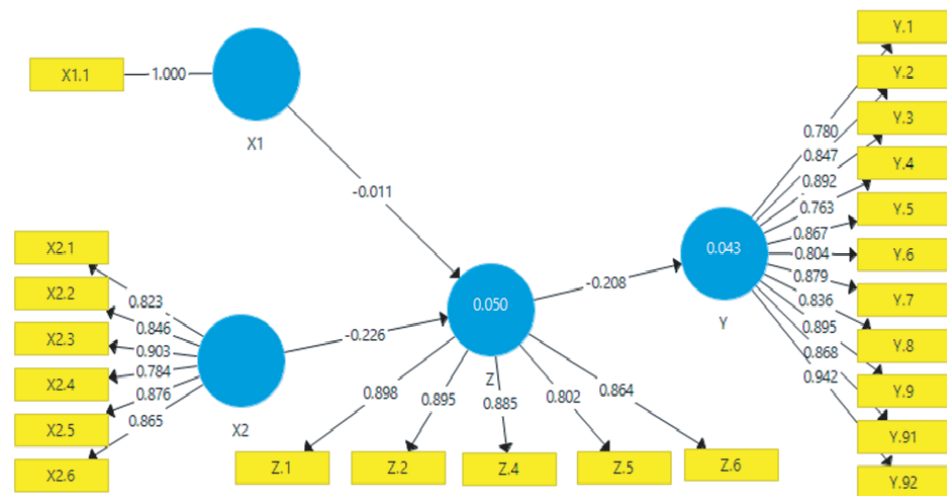 Y.1
Y.2
Y.3
Y.4
Y.5
Y.6
Y.7
Y.8
Y.9
Y.91
Y.92
0.780
0.847
0.892
0.763
0.867
0.804
0.879
0.836
0.895
0.868
0.942
X1.1
1.000
X1
-0.011
0.043
Y
-0.208
0.050
Z
-0.226
X2.1
X2.2
X2.3
X2.4
X2.5
X2.6
0.823
0.846
0.903
0.784
0.876
0.865
X2
0.898
0.895
0.885
0.802
0.864
Z.1
Z.2
Z.4
Z.5
Z.6